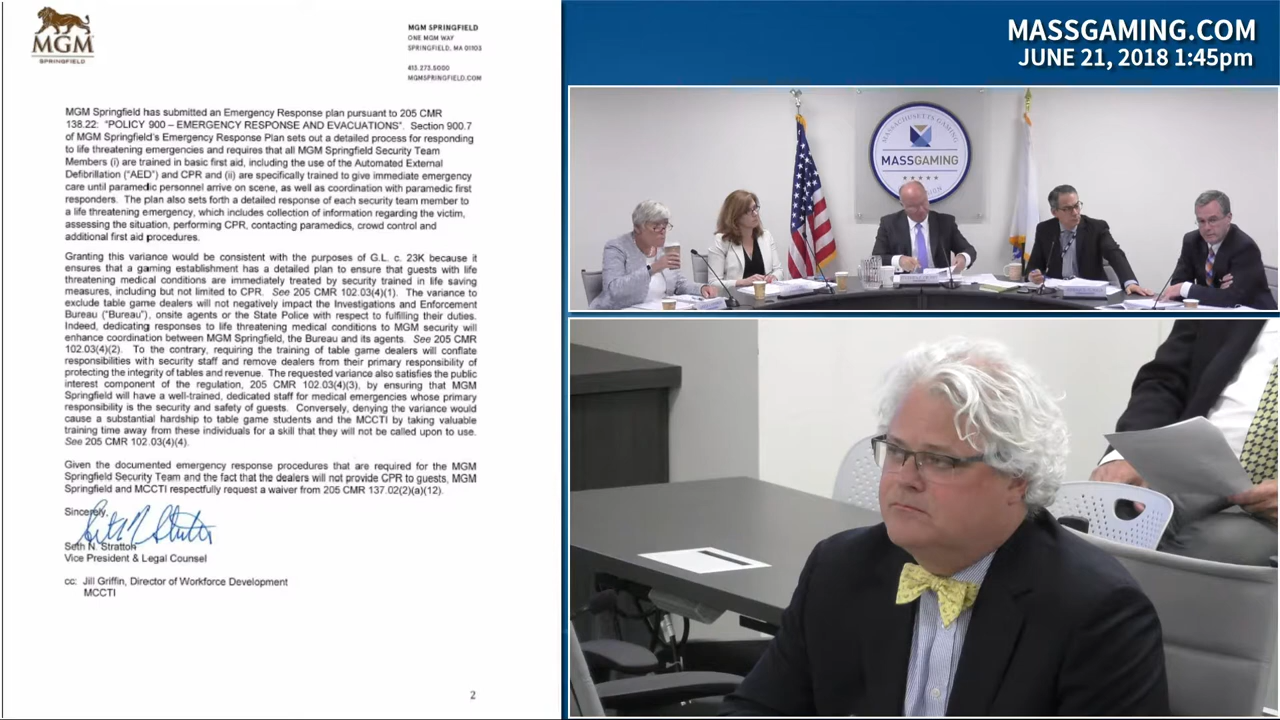 MGM
SPRINGFIELD
MGM SPRINGFIELD
ONE MGM WAY
SPRINGFIELD, MA 01103
413.273.5000
MGMSPRINGFIELD.COM
MGM Springfield has submitted an Emergency Response plan pursuant to 205 CMR
138.22: "POLICY 900 – EMERGENCY RESPONSE AND EVACUATIONS". Section 900.7
of MGM Springfield's Emergency Response Plan sets out a detailed process for responding
to life threatening emergencies and requires that all MGM Springfield Security Team
Members (i) are trained in basic first aid, including the use of the Automated External
Defibrillation ("AED") and CPR and (ii) are specifically trained to give immediate emergency
care until paramedic personnel arrive on scene, as well as coordination with paramedic first
responders. The plan also sets forth a detailed response of each security team member to
a life threatening emergency, which includes collection of information regarding the victim,
assessing the situation, performing CPR, contacting paramedics, crowd control and
additional first aid procedures.
Granting this variance would be consistent with the purposes of G.L. c. 23K because it
ensures that a gaming establishment has a detailed plan to ensure that guests with life
threatening medical conditions are immediately treated by security trained in life saving
measures, including but not limited to CPR. See 205 CMR 102.03(4)(1). The variance to
exclude table game dealers will not negatively impact the Investigations and Enforcement
Bureau ("Bureau"), onsite agents or the State Police with respect to fulfilling their duties.
Indeed, dedicating responses to life threatening medical conditions to MGM security will
enhance coordination between MGM Springfield, the Bureau and its agents. See 205 CMR
102.03(4)(2). To the contrary, requiring the training of table game dealers will conflate
responsibilities with security staff and remove dealers from their primary responsibility of
protecting the integrity of tables and revenue. The requested variance also satisfies the public
interest component of the regulation, 205 CMR 102.03(4)(3), by ensuring that MGM
Springfield will have a well-trained, dedicated staff for medical emergencies whose primary
responsibility is the security and safety of guests. Conversely, denying the variance would
cause a substantial hardship to table game students and the MCCTI by taking valuable
training time away from these individuals for a skill that they will not be called upon to use.
See 205 CMR 102.03(4)(4).
Given the documented emergency response procedures that are required for the MGM
Springfield Security Team and the fact that the dealers will not provide CPR to guests, MGM
Springfield and MCCTI respectfully request a waiver from 205 CMR 137.02(2)(a)(12).
Sincerely,
Seth N. Stratton
Seth N. Stratton
Vice President & Legal Counsel
cc: Jill Griffin, Director of Workforce Development
MCCTI
2
MASSGAMING.COM
JUNE 21, 2018 1:45pm
MASSACHUSETTS GAMING
MASSGAMING